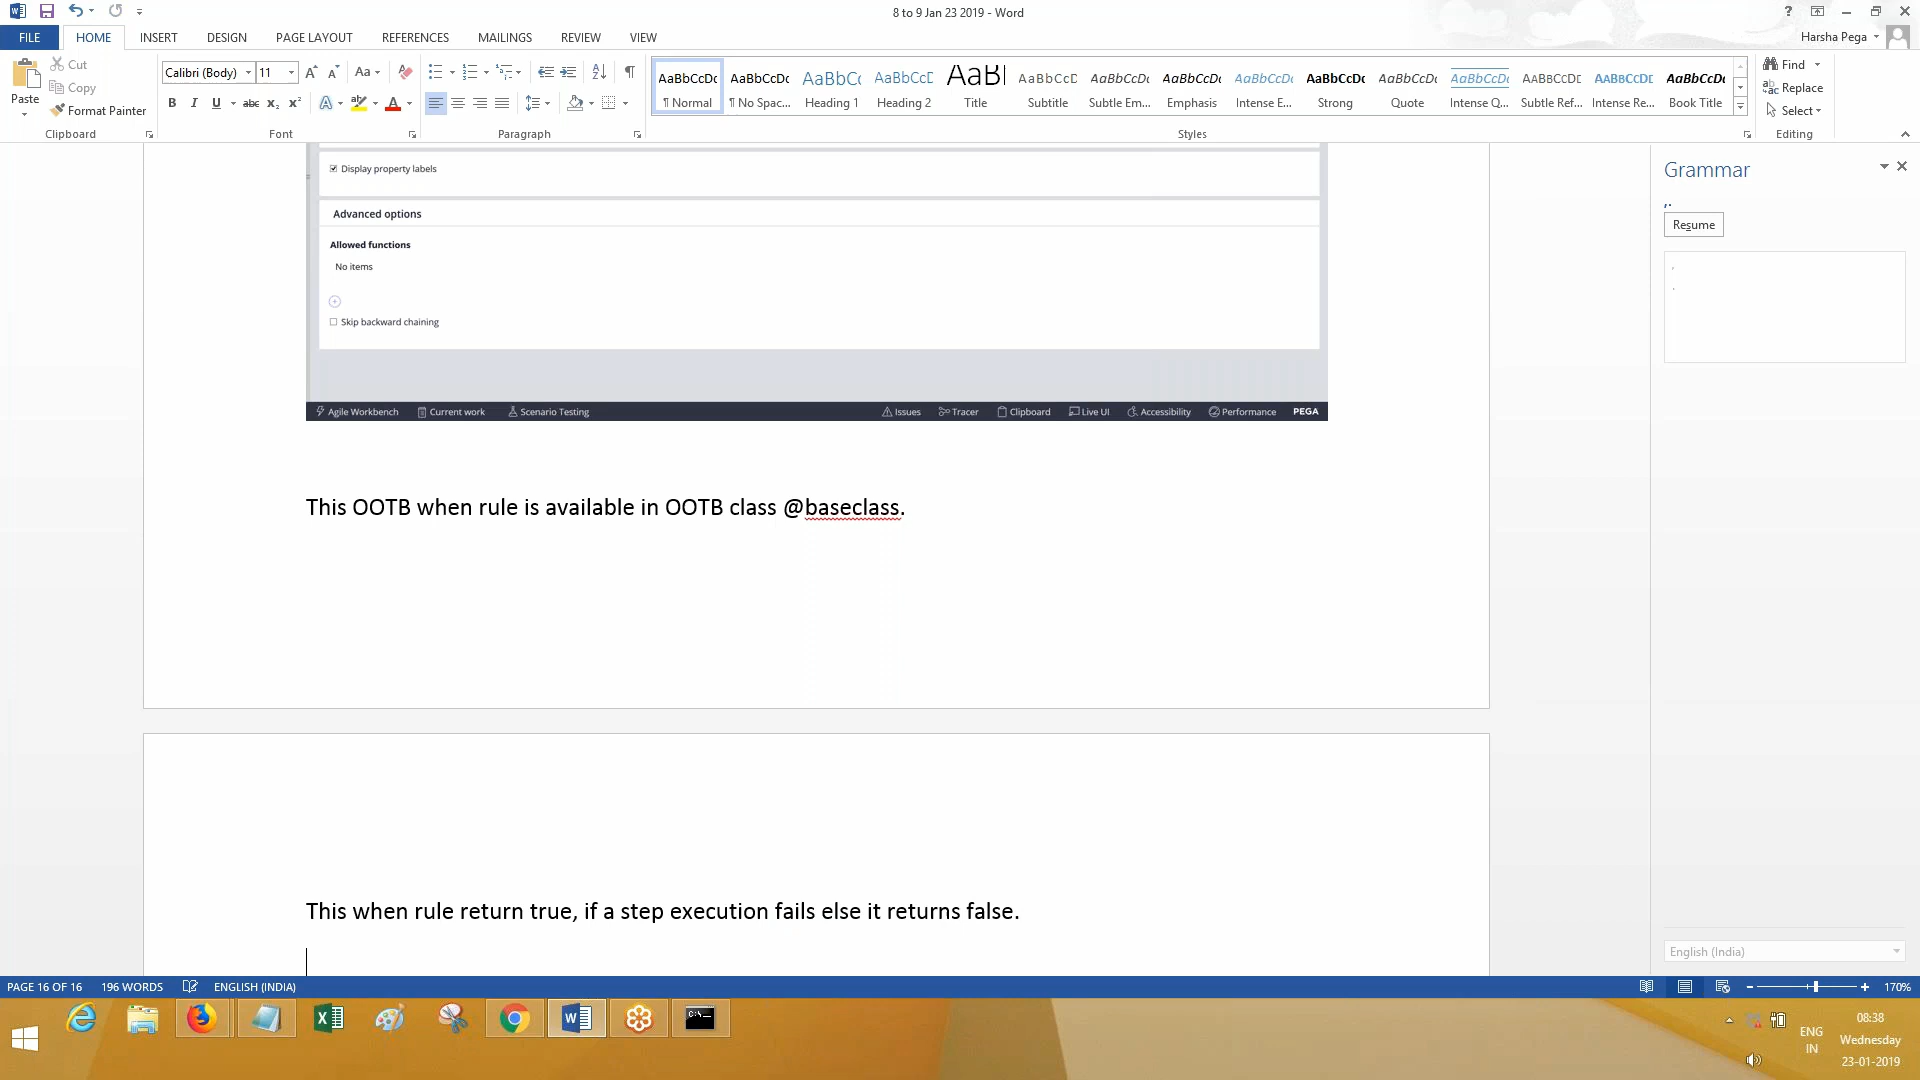 8 to 9 Jan 23 2019 - Word
Harsha Pega
FILE HOME INSERT DESIGN PAGE LAYOUT REFERENCES MAILINGS REVIEW VIEW
Paste
Cut
Copy
Format Painter
Clipboard
Calibri (Body) 11
Font
Paragraph
AaBbCcDc AaBbCcDc AaBbCc AaBbCcD AaBl AaBbCcD AaBbCcDc AaBbCcDc AaBbCcDc AaBbCcDc AaBbCcDc AaBbCcDc AABBCCDE AABBCCDE AaBbCcDc
¶ Normal ¶ No Spac... Heading 1 Heading 2 Title Subtitle Subtle Em... Emphasis Intense E... Strong Quote Intense Q... Subtle Ref... Intense Re... Book Title
Styles
Find
Replace
Select
Editing
Display property labels
Advanced options
Allowed functions
No items
Skip backward chaining
Agile Workbench Current work Scenario Testing Issues Tracer Clipboard Live UI Accessibility Performance PEGA
This OOTB when rule is available in OOTB class @baseclass.
This when rule return true, if a step execution fails else it returns false.
Grammar
Resume
English (India)
PAGE 16 OF 16 196 WORDS ENGLISH (INDIA) 170%
ENG
IN
08:38
Wednesday
23-01-2019